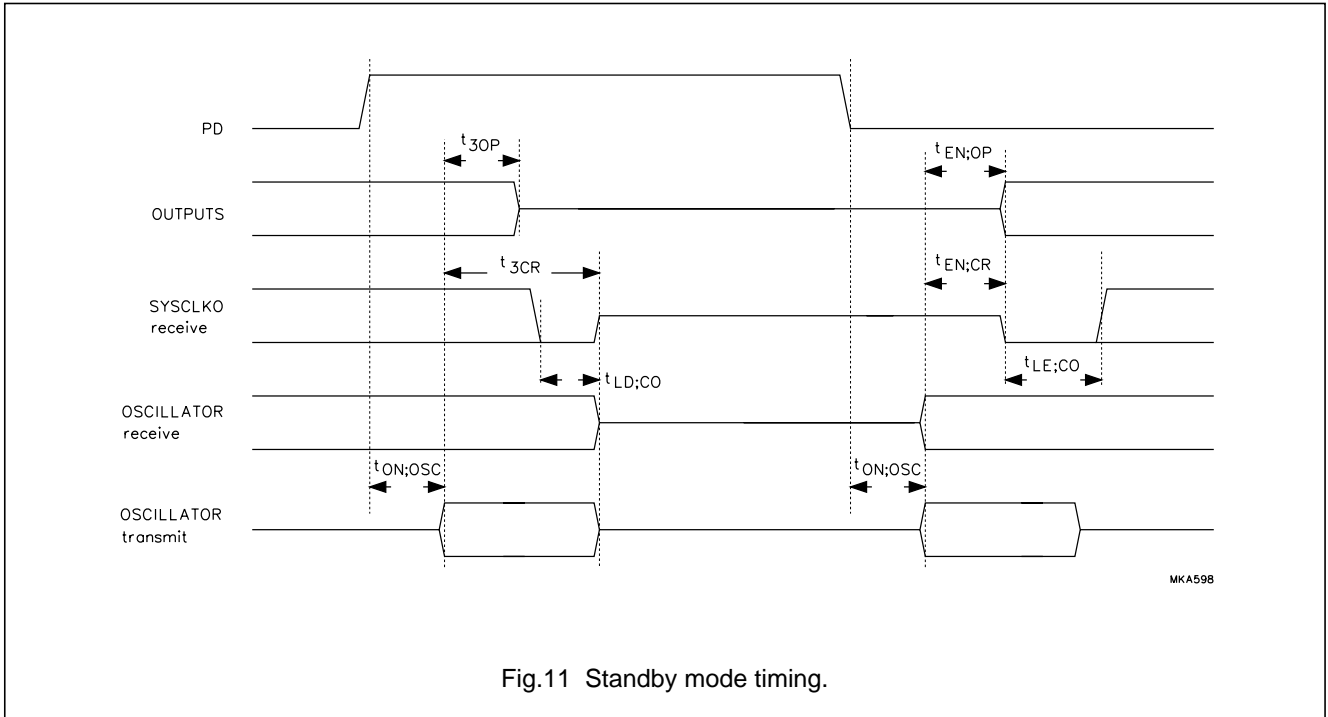 PD
t3OP
tEN;OP
OUTPUTS
t3CR
tEN;CR
SYSCLKO
receive
tLD;CO
tLE;CO
OSCILLATOR
receive
tON;OSC
tON;OSC
OSCILLATOR
transmit
MKA598
Fig.11 Standby mode timing.